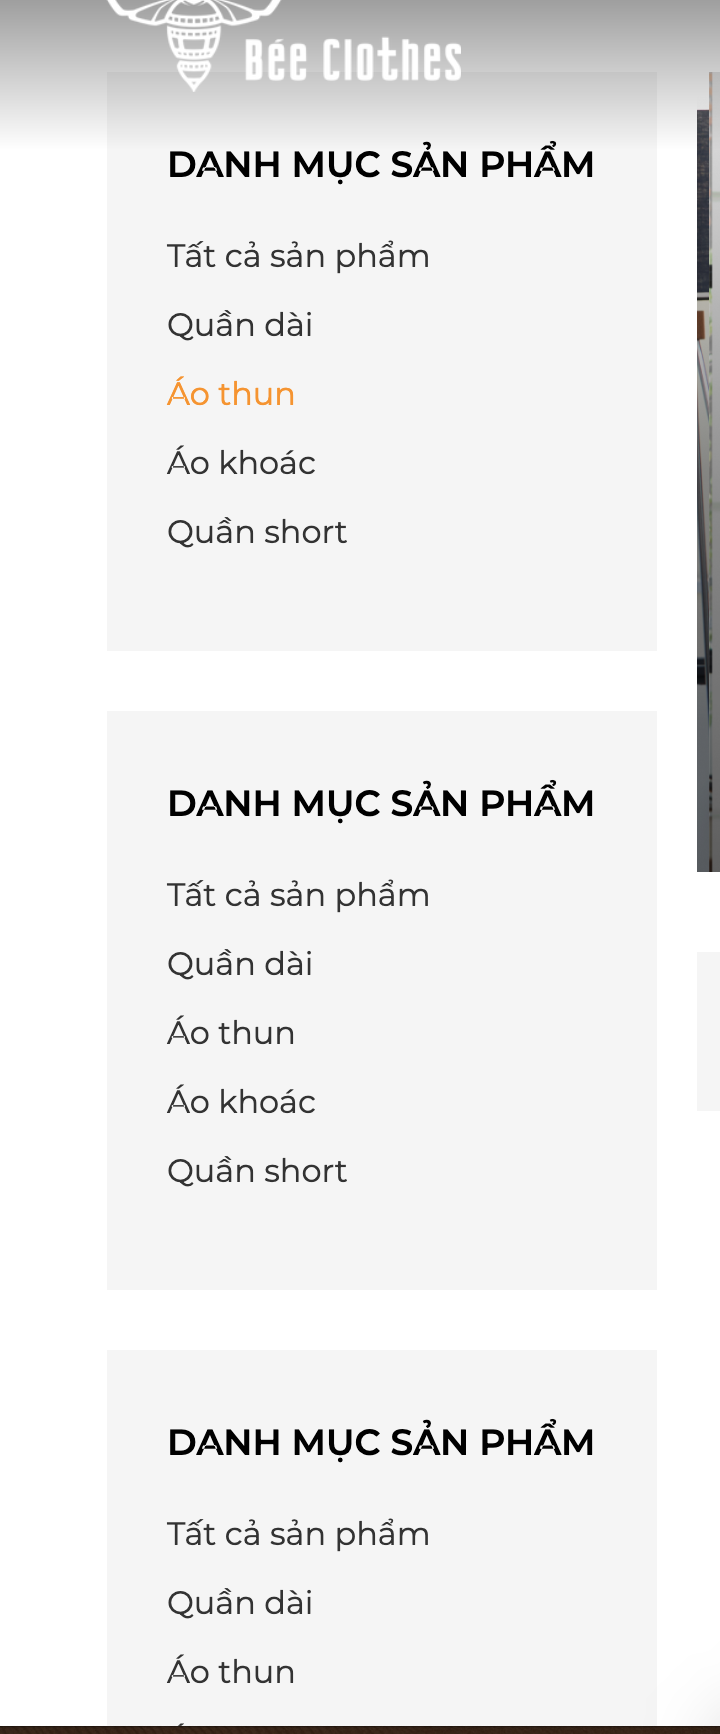 Bée Clothes
DANH MỤC SẢN PHẨM
Tất cả sản phẩm
Quần dài
Áo thun
Áo khoác
Quần short
DANH MỤC SẢN PHẨM
Tất cả sản phẩm
Quần dài
Áo thun
Áo khoác
Quần short
DANH MỤC SẢN PHẨM
Tất cả sản phẩm
Quần dài
Áo thun